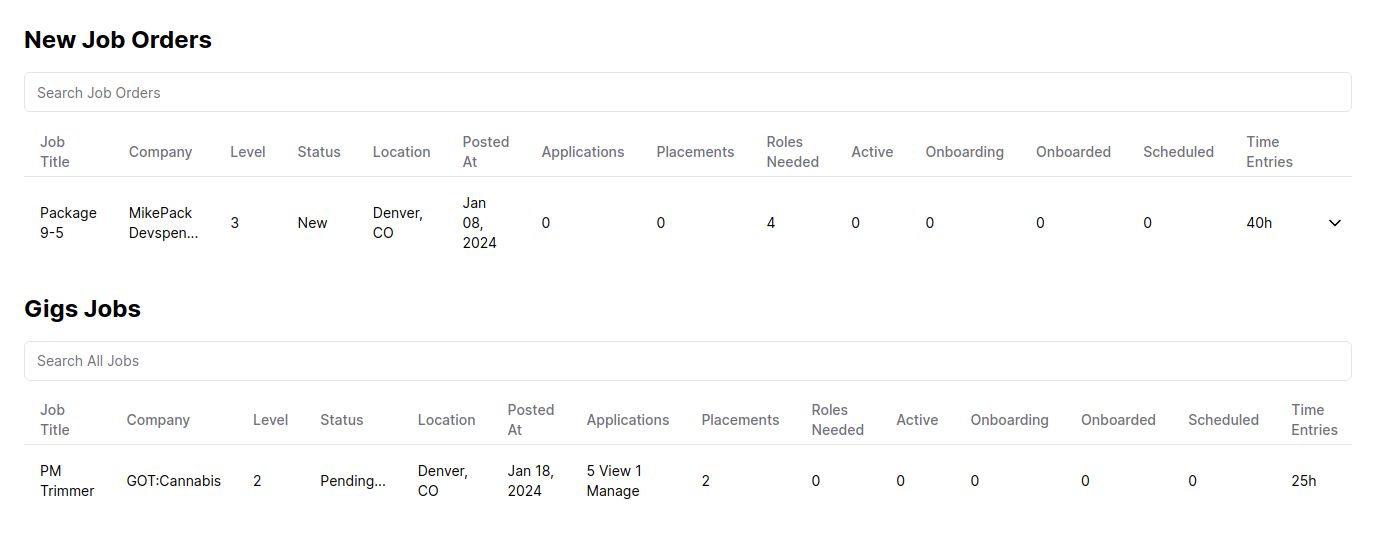 New Job Orders
Search Job Orders
Job Title Company Level Status Location Posted At Applications Placements Roles Needed Active Onboarding Onboarded Scheduled Time Entries
Package 9-5 MikePack Devspen... 3 New Denver, CO Jan 08, 2024 0 0 4 0 0 0 0 40h
Gigs Jobs
Search All Jobs
Job Title Company Level Status Location Posted At Applications Placements Roles Needed Active Onboarding Onboarded Scheduled Time Entries
PM Trimmer GOT:Cannabis 2 Pending... Denver, CO Jan 18, 2024 5 View 1 Manage 2 0 0 0 0 0 25h